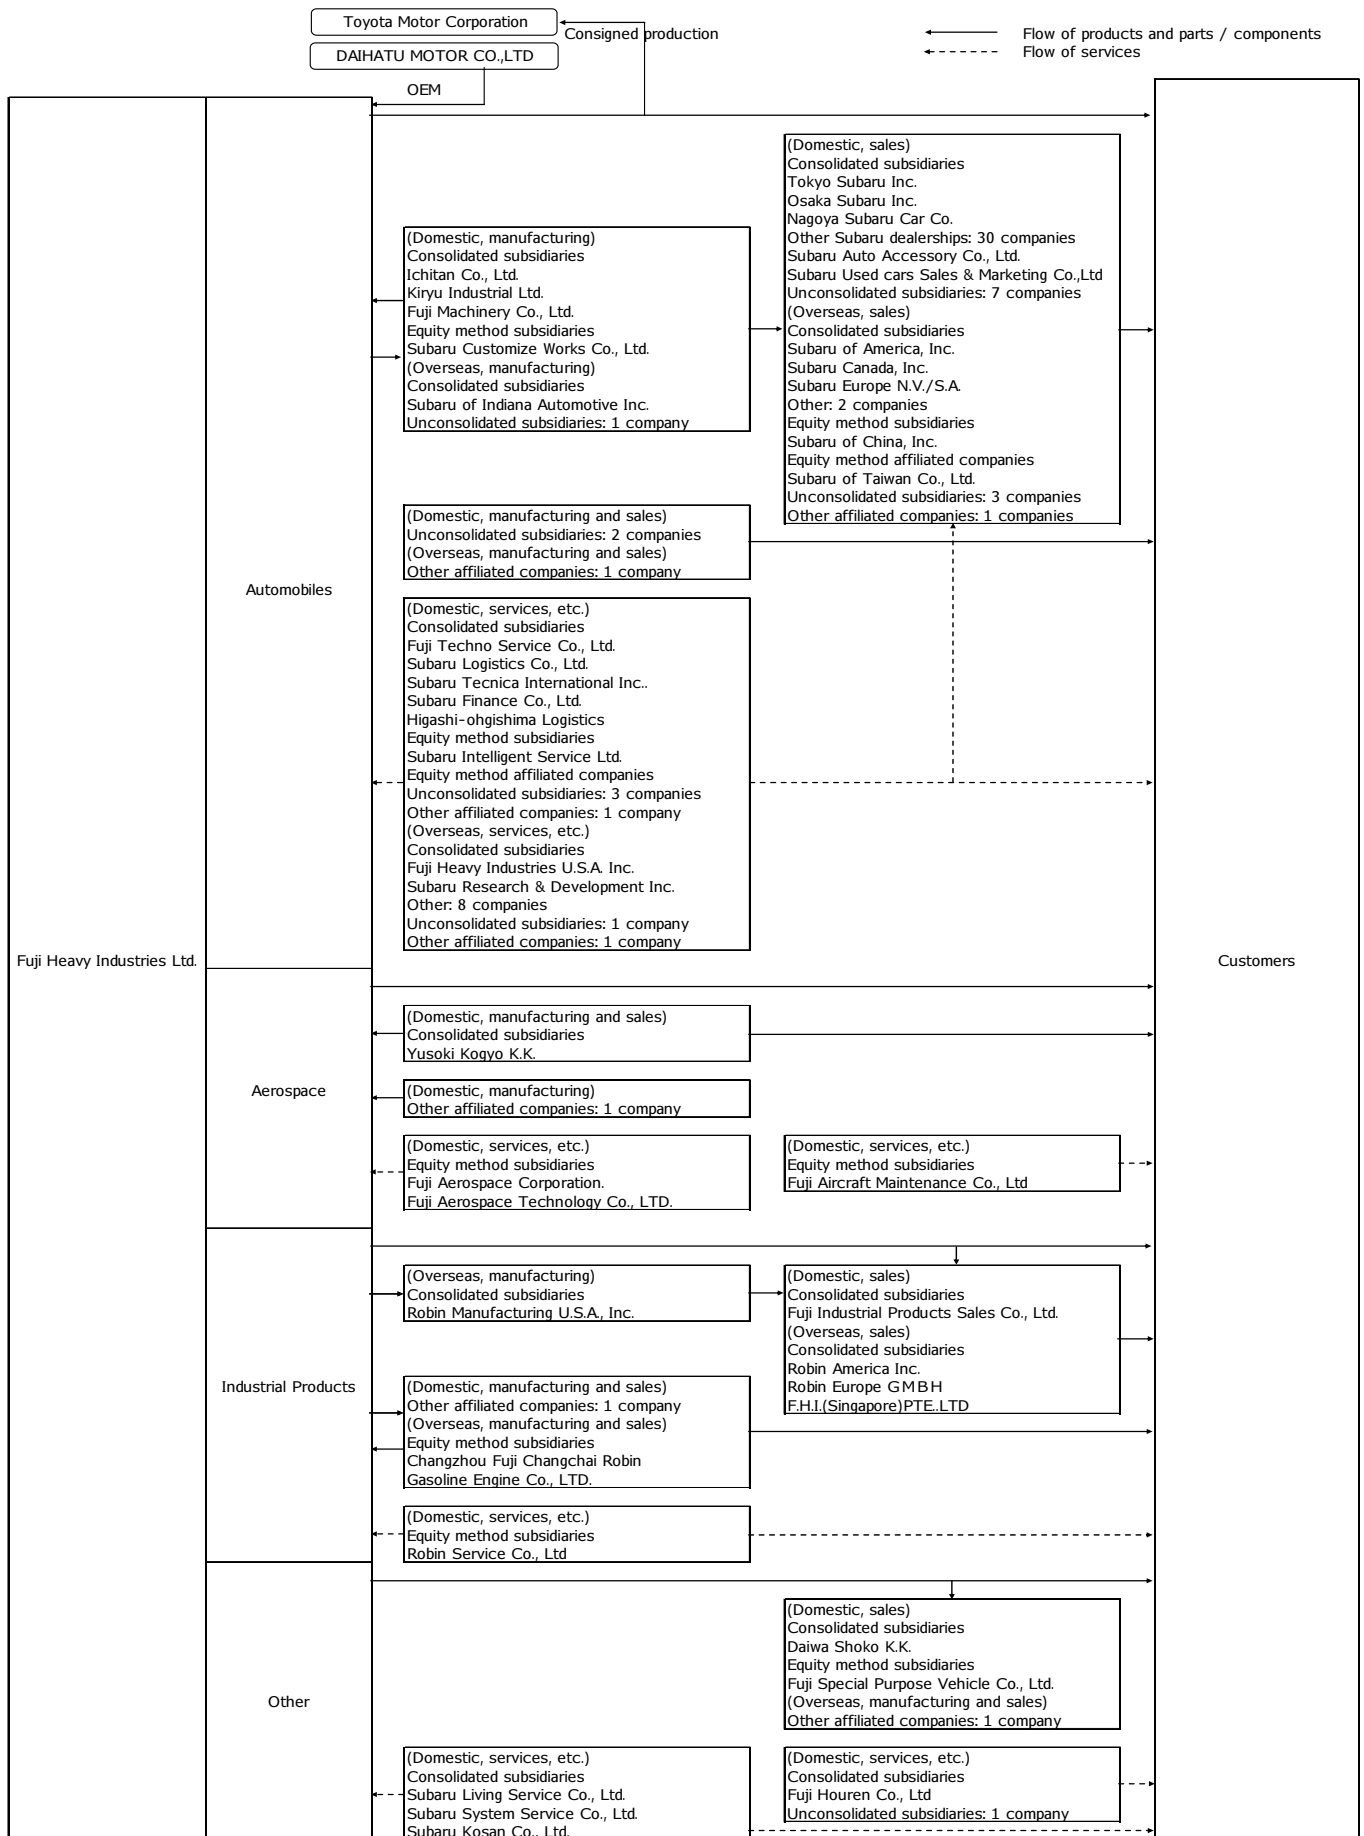 Toyota Motor Corporation
Consigned production
Flow of products and parts / components
Flow of services
DAIHATU MOTOR CO.,LTD
OEM
Fuji Heavy Industries Ltd.
Automobiles
(Domestic, manufacturing)
Consolidated subsidiaries
Ichitan Co., Ltd.
Kiryu Industrial Ltd.
Fuji Machinery Co., Ltd.
Equity method subsidiaries
Subaru Customize Works Co., Ltd.
(Overseas, manufacturing)
Consolidated subsidiaries
Subaru of Indiana Automotive Inc.
Unconsolidated subsidiaries: 1 company
(Domestic, sales)
Consolidated subsidiaries
Tokyo Subaru Inc.
Osaka Subaru Inc.
Nagoya Subaru Car Co.
Other Subaru dealerships: 30 companies
Subaru Auto Accessory Co., Ltd.
Subaru Used cars Sales & Marketing Co.,Ltd
Unconsolidated subsidiaries: 7 companies
(Overseas, sales)
Consolidated subsidiaries
Subaru of America, Inc.
Subaru Canada, Inc.
Subaru Europe N.V./S.A.
Other: 2 companies
Equity method subsidiaries
Subaru of China, Inc.
Equity method affiliated companies
Subaru of Taiwan Co., Ltd.
Unconsolidated subsidiaries: 3 companies
Other affiliated companies: 1 companies
(Domestic, manufacturing and sales)
Unconsolidated subsidiaries: 2 companies
(Overseas, manufacturing and sales)
Other affiliated companies: 1 company
(Domestic, services, etc.)
Consolidated subsidiaries
Fuji Techno Service Co., Ltd.
Subaru Logistics Co., Ltd.
Subaru Tecnica International Inc..
Subaru Finance Co., Ltd.
Higashi-ohgishima Logistics
Equity method subsidiaries
Subaru Intelligent Service Ltd.
Equity method affiliated companies
Unconsolidated subsidiaries: 3 companies
Other affiliated companies: 1 company
(Overseas, services, etc.)
Consolidated subsidiaries
Fuji Heavy Industries U.S.A. Inc.
Subaru Research & Development Inc.
Other: 8 companies
Unconsolidated subsidiaries: 1 company
Other affiliated companies: 1 company
Customers
Aerospace
(Domestic, manufacturing and sales)
Consolidated subsidiaries
Yusoki Kogyo K.K.
(Domestic, manufacturing)
Other affiliated companies: 1 company
(Domestic, services, etc.)
Equity method subsidiaries
Fuji Aerospace Corporation.
Fuji Aerospace Technology Co., LTD.
(Domestic, services, etc.)
Equity method subsidiaries
Fuji Aircraft Maintenance Co., Ltd
Industrial Products
(Overseas, manufacturing)
Consolidated subsidiaries
Robin Manufacturing U.S.A., Inc.
(Domestic, sales)
Consolidated subsidiaries
Fuji Industrial Products Sales Co., Ltd.
(Overseas, sales)
Consolidated subsidiaries
Robin America Inc.
Robin Europe GMBH
F.H.I.(Singapore)PTE..LTD
(Domestic, manufacturing and sales)
Other affiliated companies: 1 company
(Overseas, manufacturing and sales)
Equity method subsidiaries
Changzhou Fuji Changchai Robin
Gasoline Engine Co., LTD.
(Domestic, services, etc.)
Equity method subsidiaries
Robin Service Co., Ltd
Other
(Domestic, sales)
Consolidated subsidiaries
Daiwa Shoko K.K.
Equity method subsidiaries
Fuji Special Purpose Vehicle Co., Ltd.
(Overseas, manufacturing and sales)
Other affiliated companies: 1 company
(Domestic, services, etc.)
Consolidated subsidiaries
Subaru Living Service Co., Ltd.
Subaru System Service Co., Ltd.
Subaru Kosan Co., Ltd.
(Domestic, services, etc.)
Consolidated subsidiaries
Fuji Houren Co., Ltd
Unconsolidated subsidiaries: 1 company